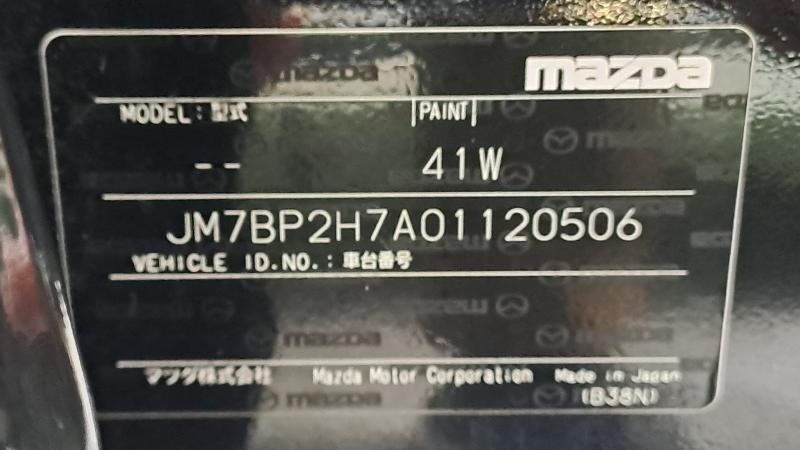 mazda
MODEL : 型式 PAINT
-- 41W
JM7BP2H7A01120506
VEHICLE ID.NO. : 車台番号
マツダ株式会社 Mazda Motor Corporation Made in Japan
(B38N)